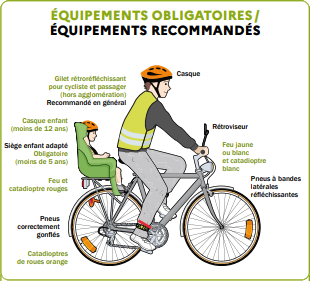 ÉQUIPEMENTS OBLIGATOIRES/
ÉQUIPEMENTS RECOMMANDÉS
Gilet rétroréfléchissant
pour cycliste et passager
(hors agglomération)
Recommandé en général
Casque
Casque enfant
(moins de 12 ans)
Rétroviseur
Siège enfant adapté
Obligatoire
(moins de 5 ans)
Feu jaune
ou blanc
et catadioptre
blanc
Feu et
catadioptre rouges
Pneus à bandes
latérales
réfléchissantes
Pneus
correctement
gonflés
Catadioptres
de roues orange